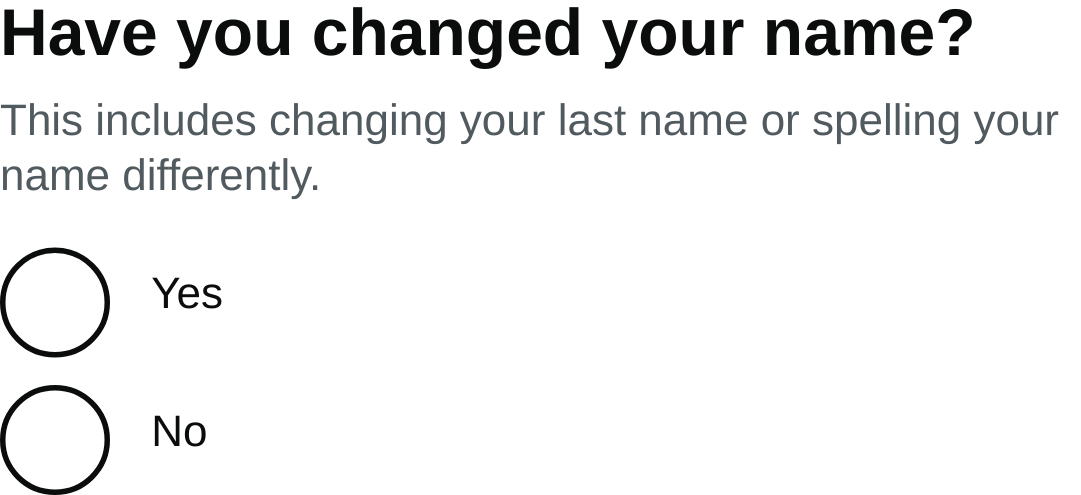 Have you changed your name?
This includes changing your last name or spelling your
name differently.
Yes
No